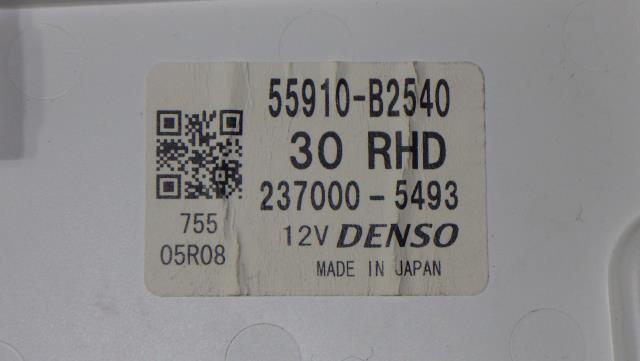 55910-B2540
30 RHD
237000-5493
755
12V DENSO
05R08
MADE IN JAPAN